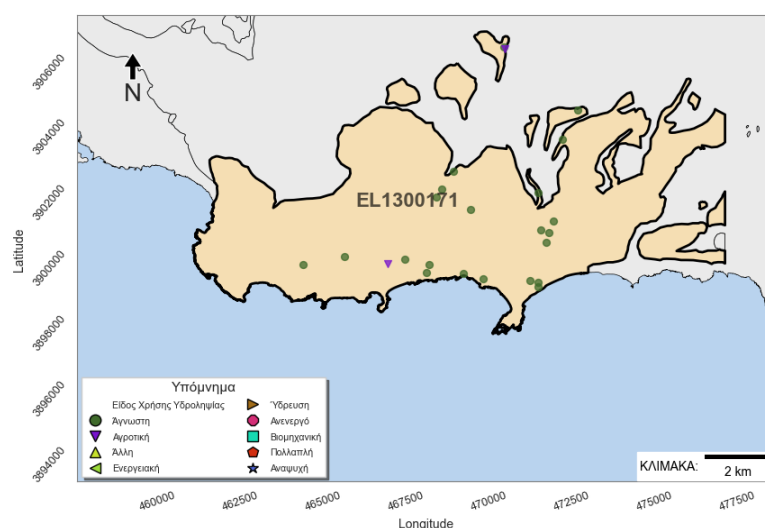 N
EL1300171
Latitude
3906000
3904000
3902000
3900000
3898000
3896000
3894000
Υπόμνημα
Είδος Χρήσης Υδροληψίας
Άγνωστη
Αγροτική
Άλλη
Ενεργειακή
Ύδρευση
Ανενεργό
Βιομηχανική
Πολλαπλή
Αναψυχή
ΚΛΙΜΑΚΑ:
2 km
460000
462500
465000
467500
470000
472500
475000
477500
Longitude